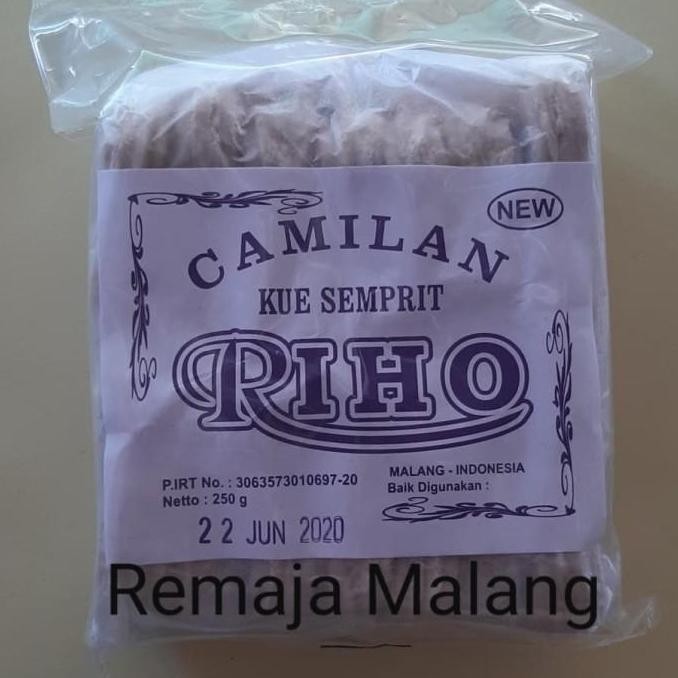 NEW
CAMILAN
KUE SEMPRIT
RIHO
P.IRT No. : 3063573010697-20
Netto : 250 g
MALANG - INDONESIA
Baik Digunakan :
22 JUN 2020
Remaja Malang